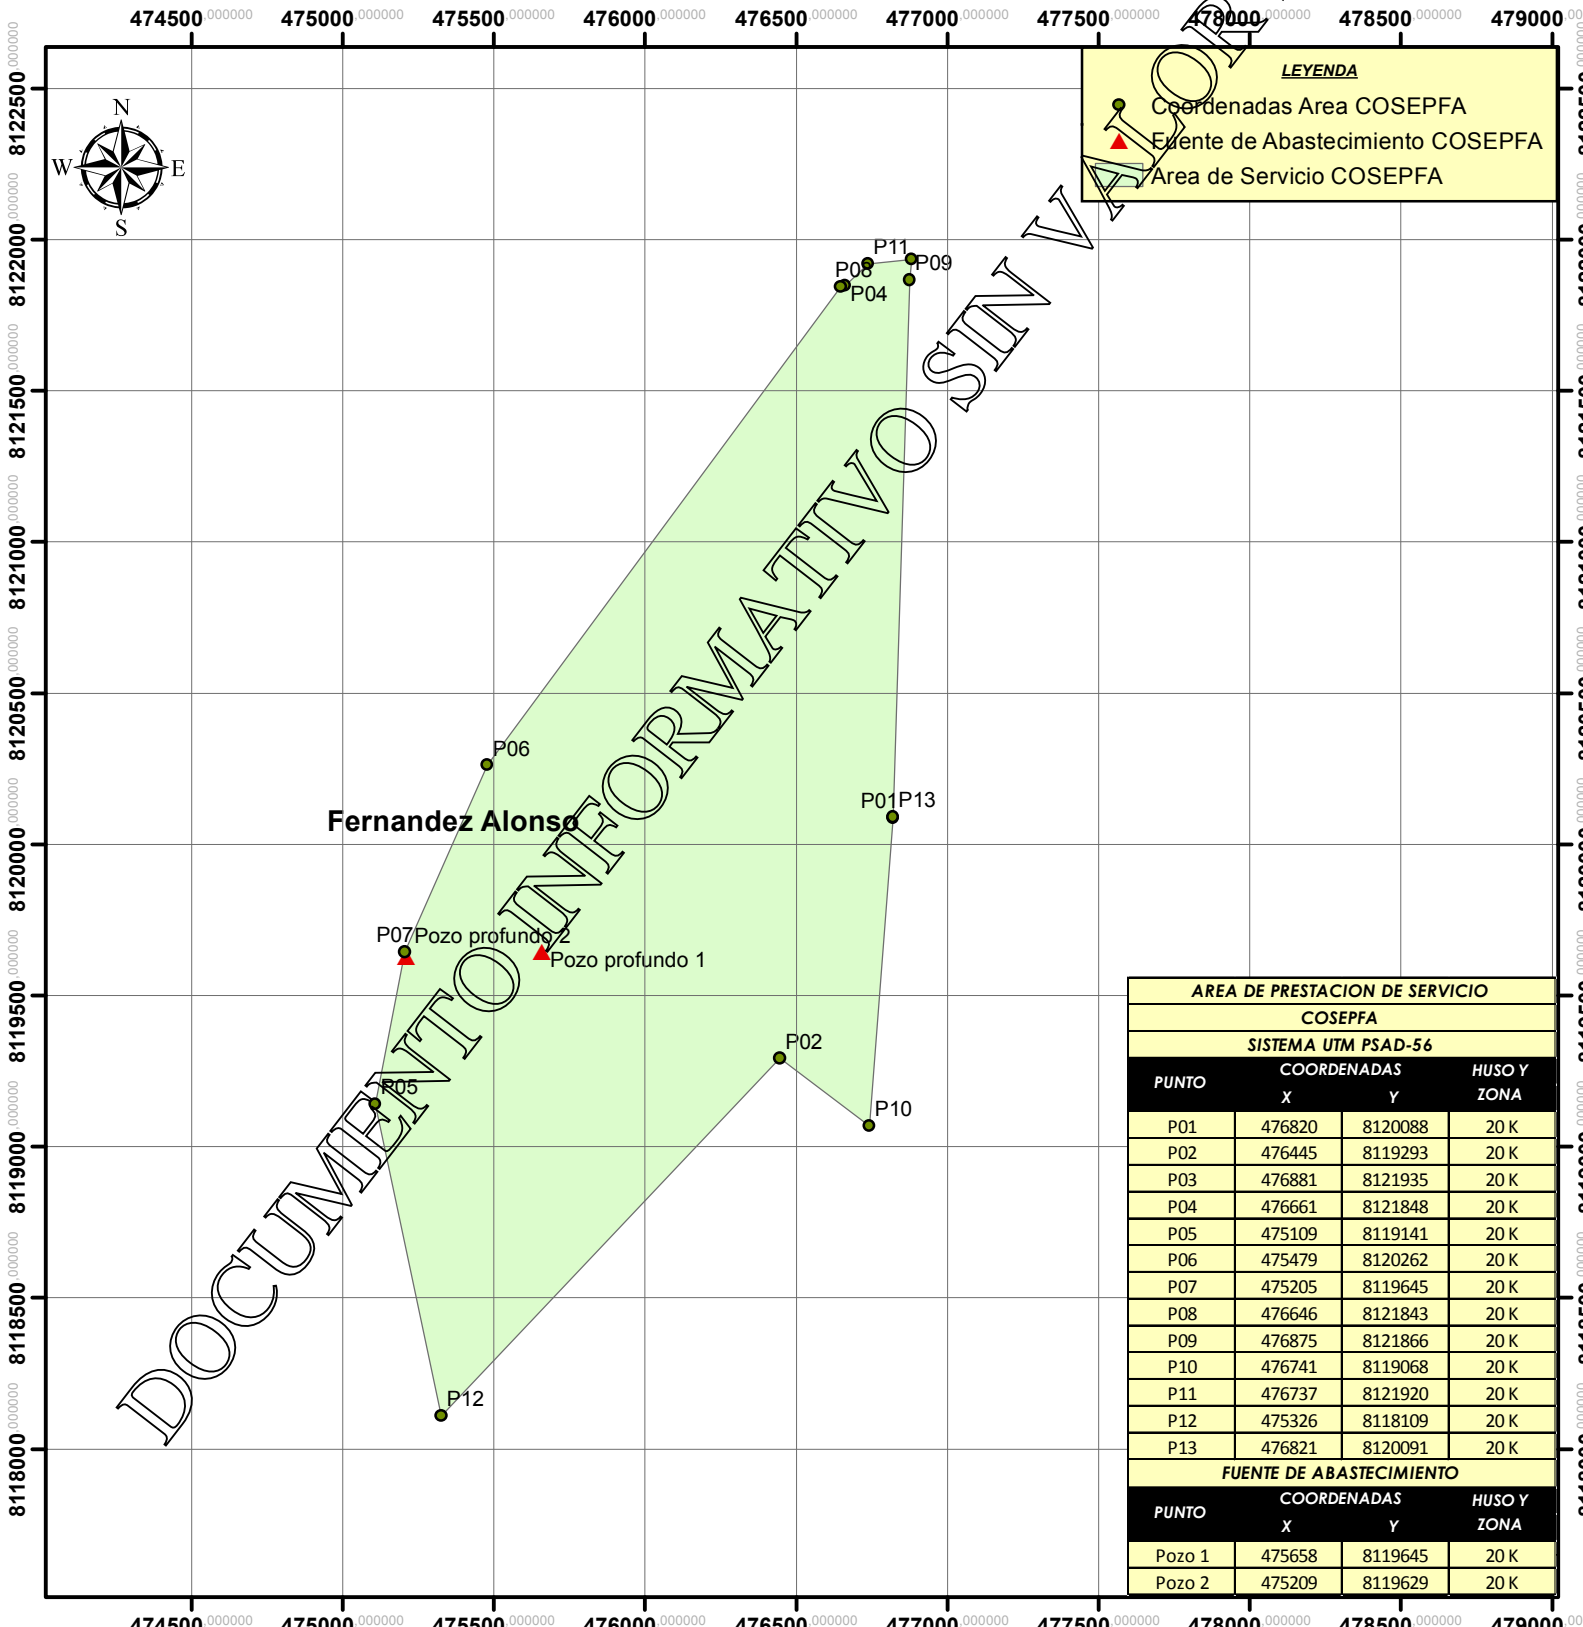 474500,000000 475000,000000 475500,000000 476000,000000 476500,000000 477000,000000 477500,000000 478000,000000 478500,000000 479000,00
LEYENDA
Coordenadas Area COSEPFA
Fuente de Abastecimiento COSEPFA
Area de Servicio COSEPFA
N
W E
S
8122500,000000
8122000,000000
8121500,000000
8121000,000000
8120500,000000
8120000,000000
8119500,000000
8119000,000000
8118500,000000
8118000,000000
P11
P09
P08
P04
P06
Fernandez Alonso
P01 P13
P07 Pozo profundo 2
Pozo profundo 1
P02
P05
P10
P12
DOCUMENTO INFORMATIVO SIN VALOR
AREA DE PRESTACION DE SERVICIO
COSEPFA
SISTEMA UTM PSAD-56
PUNTO COORDENADAS HUSO Y
X Y ZONA
P01 476820 8120088 20 K
P02 476445 8119293 20 K
P03 476881 8121935 20 K
P04 476661 8121848 20 K
P05 475109 8119141 20 K
P06 475479 8120262 20 K
P07 475205 8119645 20 K
P08 476646 8121843 20 K
P09 476875 8121866 20 K
P10 476741 8119068 20 K
P11 476737 8121920 20 K
P12 475326 8118109 20 K
P13 476821 8120091 20 K
FUENTE DE ABASTECIMIENTO
PUNTO COORDENADAS HUSO Y
X Y ZONA
Pozo 1 475658 8119645 20 K
Pozo 2 475209 8119629 20 K
474500,000000 475000,000000 475500,000000 476000,000000 476500,000000 477000,000000 477500,000000 478000,000000 478500,000000 479000,00